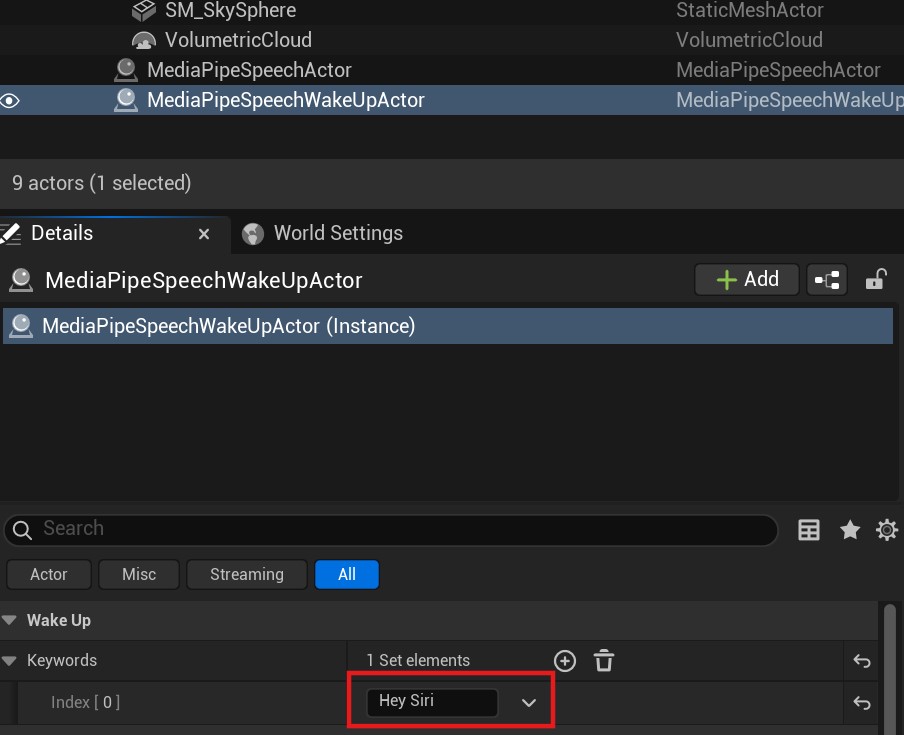 SM_SkySphere StaticMeshActor
VolumetricCloud VolumetricCloud
MediaPipeSpeechActor MediaPipeSpeechActor
MediaPipeSpeechWakeUpActor MediaPipeSpeechWakeUp
9 actors (1 selected)
Details World Settings
MediaPipeSpeechWakeUpActor Add
MediaPipeSpeechWakeUpActor (Instance)
Search
Actor Misc Streaming All
Wake Up
Keywords 1 Set elements
Index [ 0 ] Hey Siri